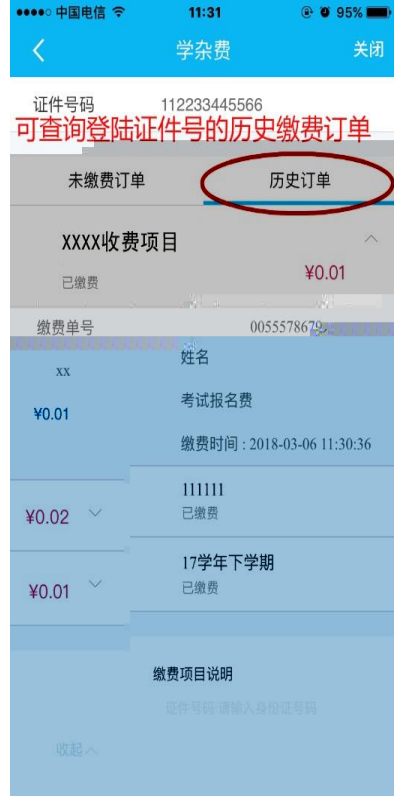 中国电信 11:31 95%
学杂费 关闭
证件号码 112233445566
可查询登陆证件号的历史缴费订单
未缴费订单 历史订单
XXXX收费项目
已缴费 ¥0.01
缴费单号 0055578679
姓名
xx
考试报名费
¥0.01
缴费时间：2018-03-06 11:30:36
111111
¥0.02
已缴费
17学年下学期
¥0.01
已缴费
缴费项目说明
证件号码:请输入身份证号码
收起